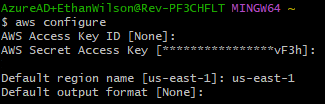 AzureAD+EthanWilson@Rev-PF3CHFLT MINGW64 ~
$ aws configure
AWS Access Key ID [None]:
AWS Secret Access Key [****************vF3h]:
Default region name [us-east-1]: us-east-1
Default output format [None]: